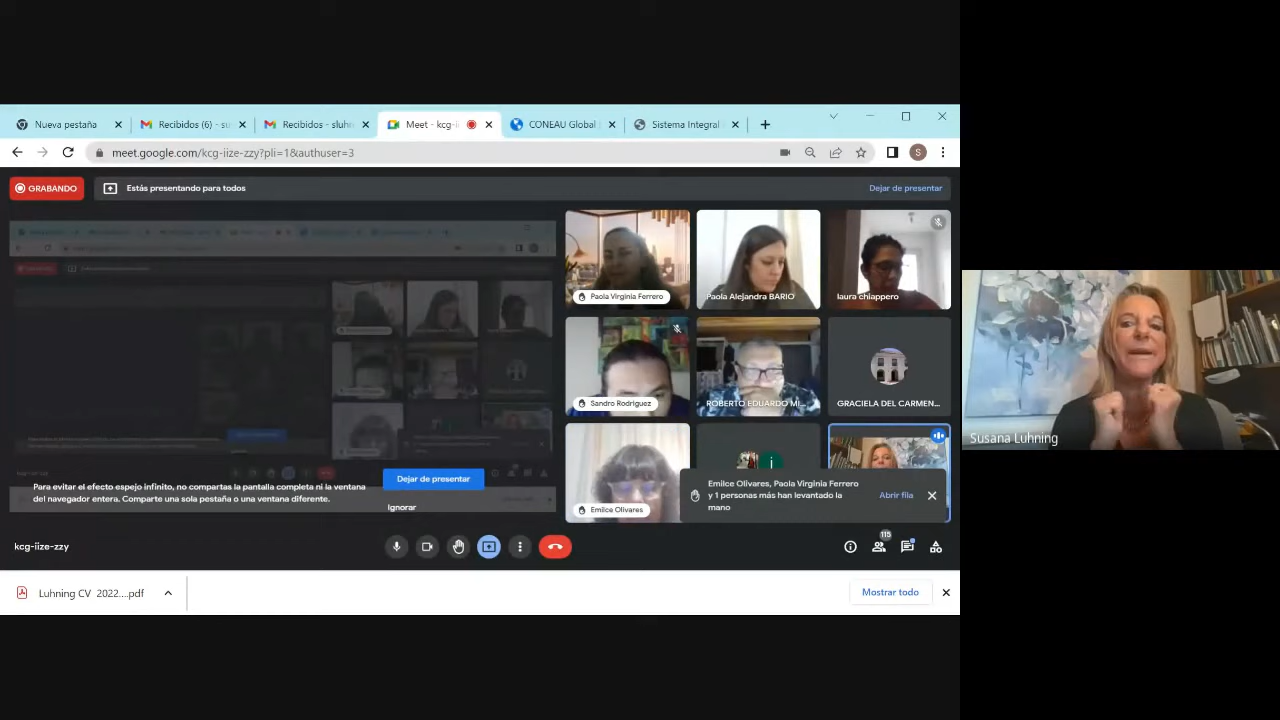 Nueva pestaña
Recibidos (6) - su
Recibidos - sluho
Meet - kcg-ii
CONEAU Global
Sistema Integral
meet.google.com/kcg-iize-zzy?pli=1&authuser=3
S
GRABANDO
Estás presentando para todos
Dejar de presentar
Paola Virginia Ferrero
Paola Alejandra BARIO
laura chiappero
Sandro Rodriguez
ROBERTO EDUARDO MI...
GRACIELA DEL CARMEN...
Susana Luhning
i
Para evitar el efecto espejo infinito, no compartas la pantalla completa ni la ventana
del navegador entera. Comparte una sola pestaña o una ventana diferente.
Dejar de presentar
Ignorar
Emilce Olivares
Emilce Olivares, Paola Virginia Ferrero
y 1 personas más han levantado la
mano
Abrir fila
kcg-iize-zzy
115
Luhning CV 2022....pdf
Mostrar todo